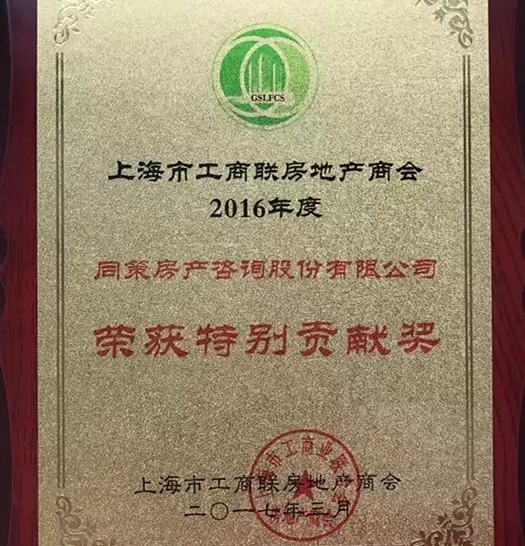 GSLFCS
上海市工商联房地产商会
2016年度
同策房产咨询股份有限公司
荣获特别贡献奖
上海市工商联房地产商会
二〇一七年三月